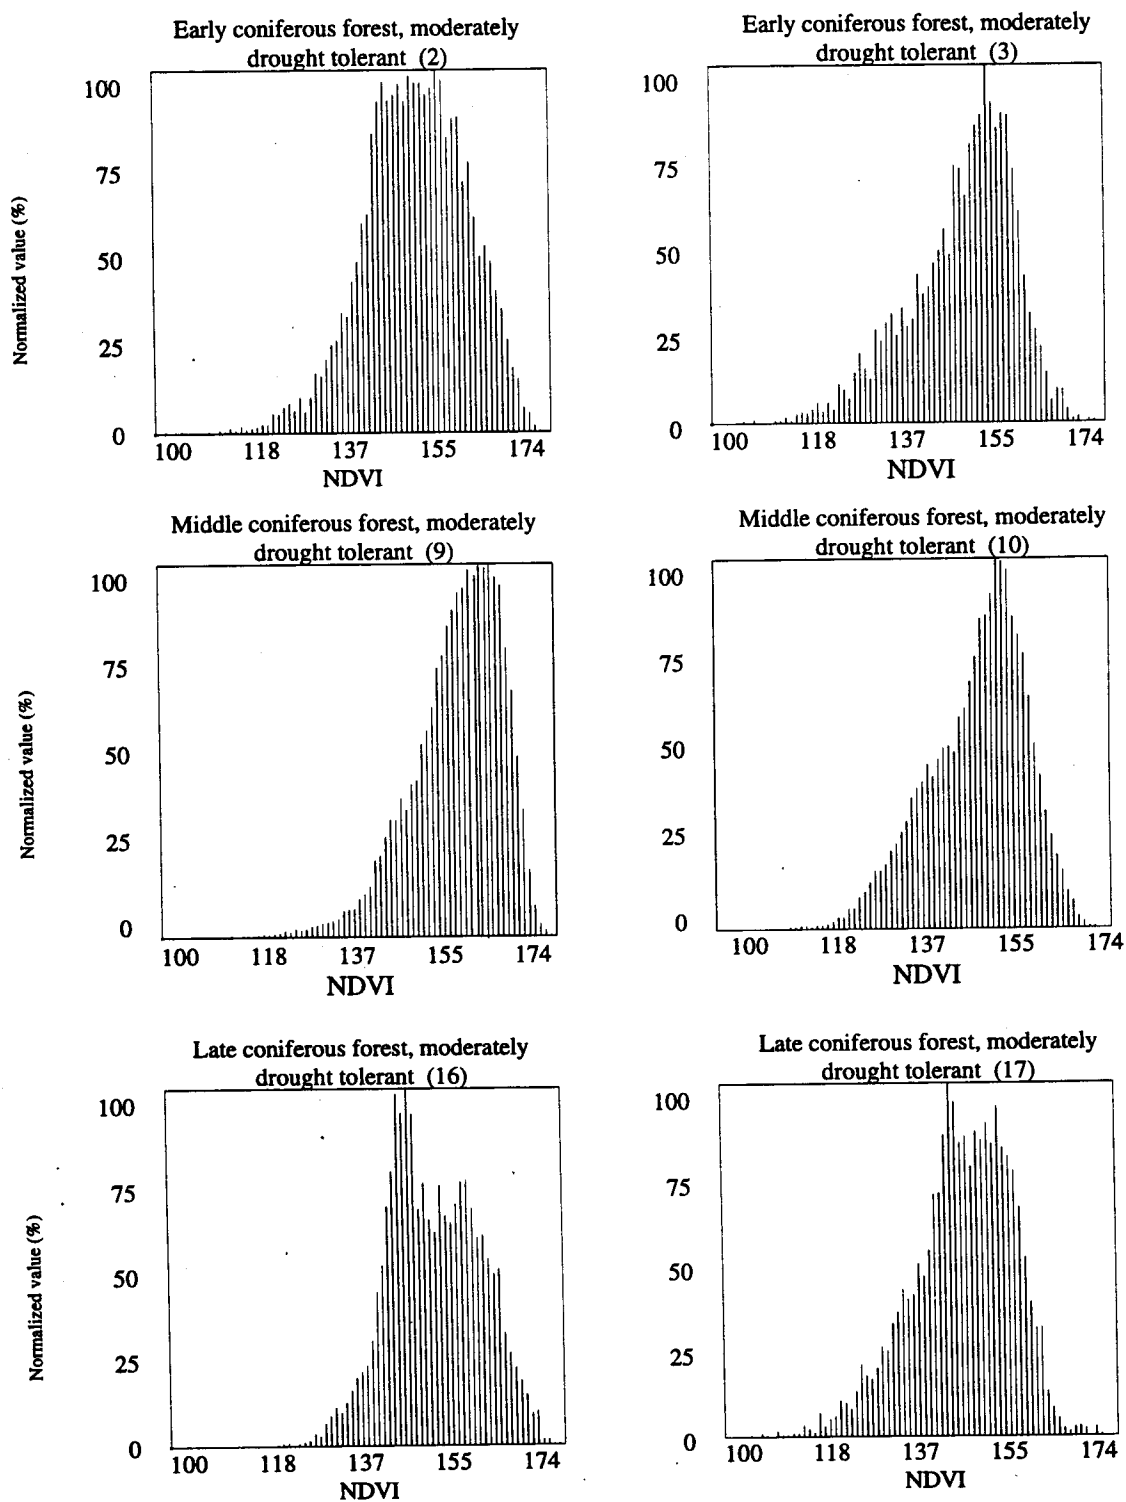 Early coniferous forest, moderately
drought tolerant (2)
Normalized value (%)
100
75
50
25
0
100 118 137 155 174
NDVI
Early coniferous forest, moderately
drought tolerant (3)
100
75
50
25
0
100 118 137 155 174
NDVI
Middle coniferous forest, moderately
drought tolerant (9)
Normalized value (%)
100
75
50
25
0
100 118 137 155 174
NDVI
Middle coniferous forest, moderately
drought tolerant (10)
100
75
50
25
0
100 118 137 155 174
NDVI
Late coniferous forest, moderately
drought tolerant (16)
Normalized value (%)
100
75
50
25
0
100 118 137 155 174
NDVI
Late coniferous forest, moderately
drought tolerant (17)
100
75
50
25
0
100 118 137 155 174
NDVI